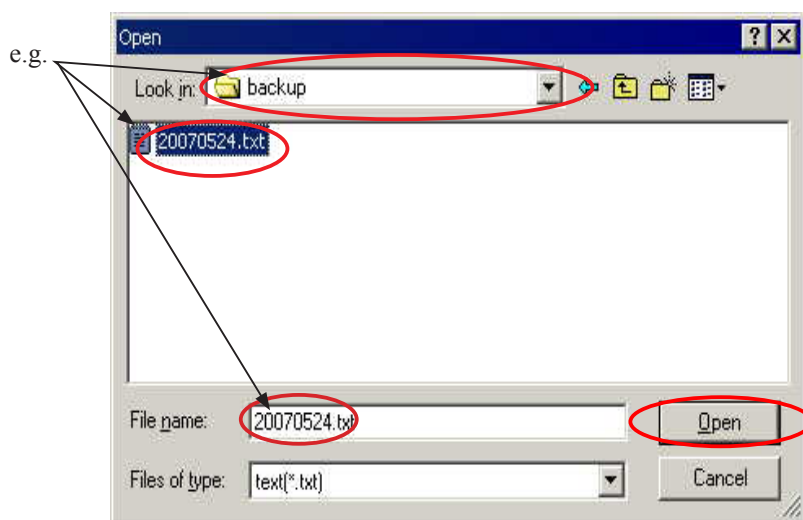 Open
e.g.
Look in: backup
20070524.txt
File name: 20070524.txt Open
Files of type: text(*.txt) Cancel